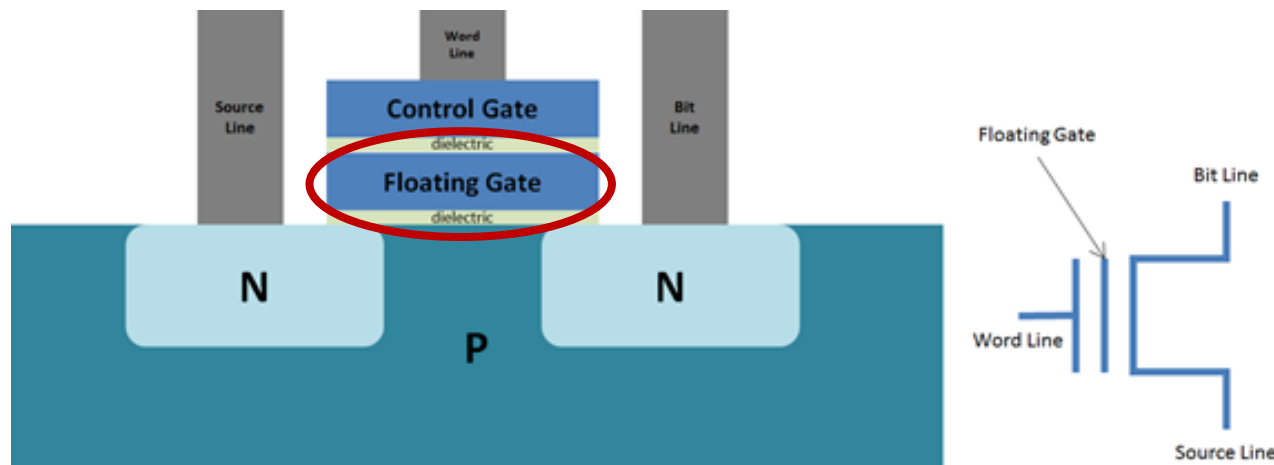 Word
Line
Source
Line
Control Gate
Bit
Line
dielectric
Floating Gate
dielectric
N
N
P
Floating Gate
Bit Line
Word Line
Source Line